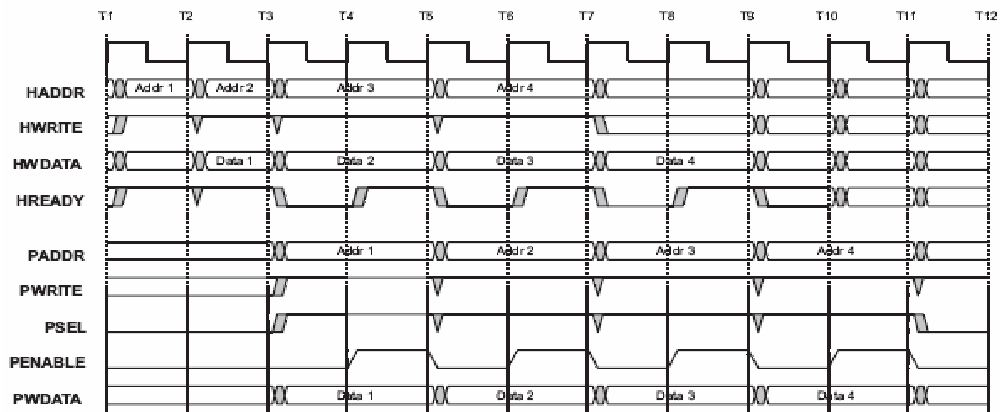 T1 T2 T3 T4 T5 T6 T7 T8 T9 T10 T11 T12
HADDR Addr 1 Addr 2 Addr 3 Addr 4
HWRITE
HWDATA Data 1 Data 2 Data 3 Data 4
HREADY
PADDR Addr 1 Addr 2 Addr 3 Addr 4
PWRITE
PSEL
PENABLE
PWDATA Data 1 Data 2 Data 3 Data 4